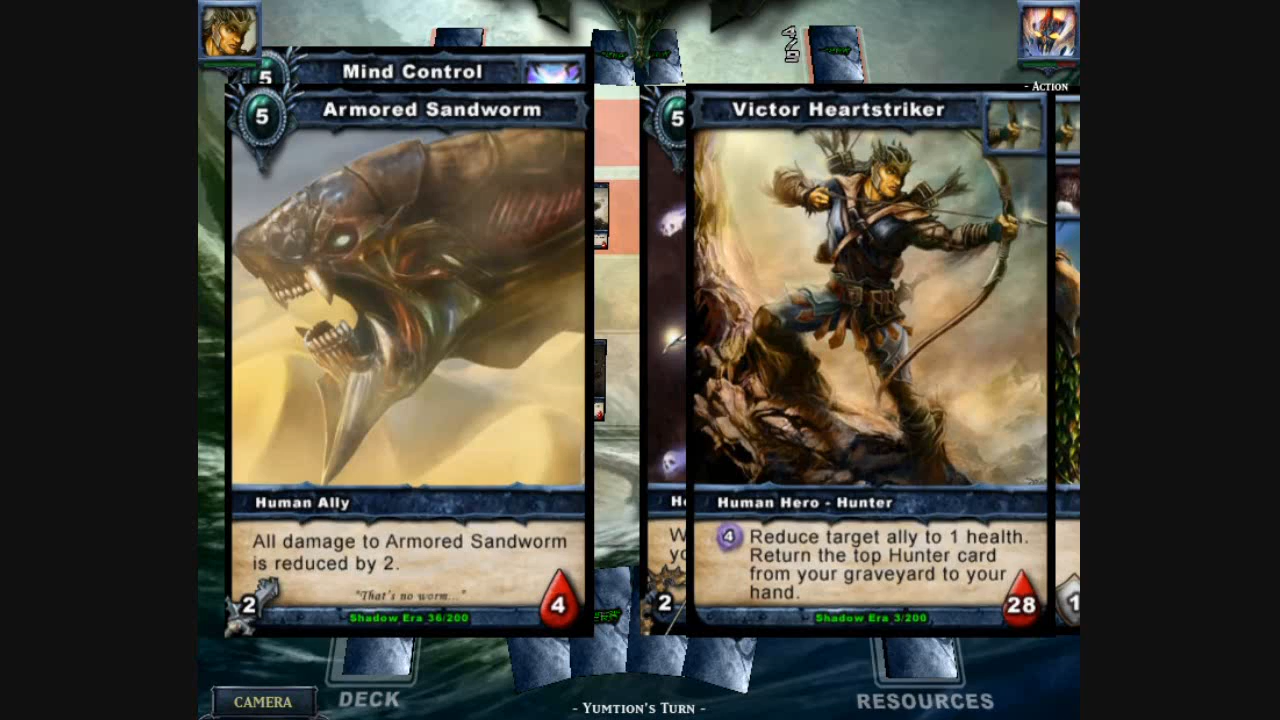 5
Mind Control
- Action
5
Armored Sandworm
5
Victor Heartstriker
Human Ally
Human Hero - Hunter
All damage to Armored Sandworm
is reduced by 2.
"That's no worm..."
2
4
Shadow Era 36/200
4
Reduce target ally to 1 health.
Return the top Hunter card
from your graveyard to your
hand.
2
28
1
Shadow Era 3/200
CAMERA
DECK
- Yumtion's Turn -
RESOURCES